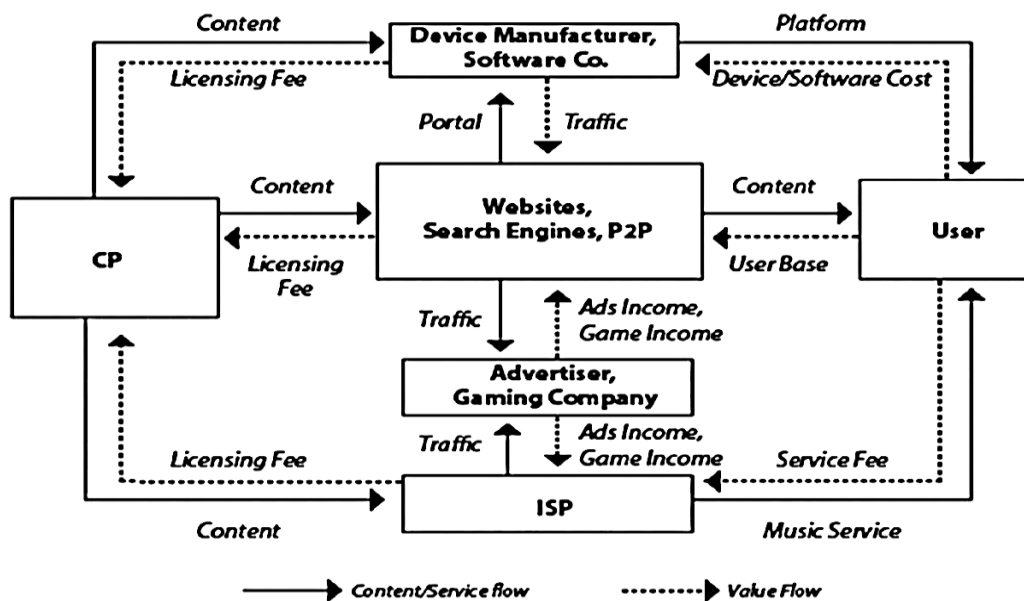 Content
Device Manufacturer,
Software Co.
Platform
Licensing Fee
Device/Software Cost
Portal
Traffic
Content
Websites,
Search Engines, P2P
Content
CP
User
Licensing
Fee
User Base
Traffic
Ads Income,
Game Income
Advertiser,
Gaming Company
Traffic
Ads Income,
Game Income
Licensing Fee
Service Fee
ISP
Content
Music Service
Content/Service flow
Value Flow